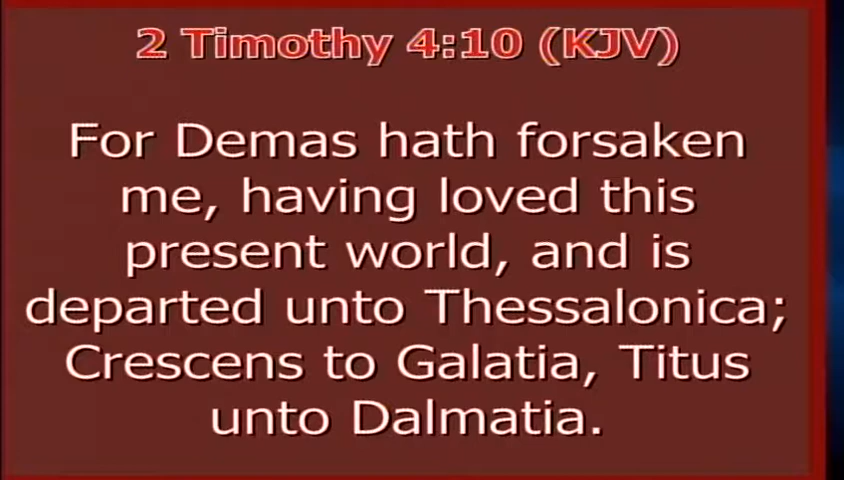 2 Timothy 4:10 (KJV)
For Demas hath forsaken
me, having loved this
present world, and is
departed unto Thessalonica;
Crescens to Galatia, Titus
unto Dalmatia.